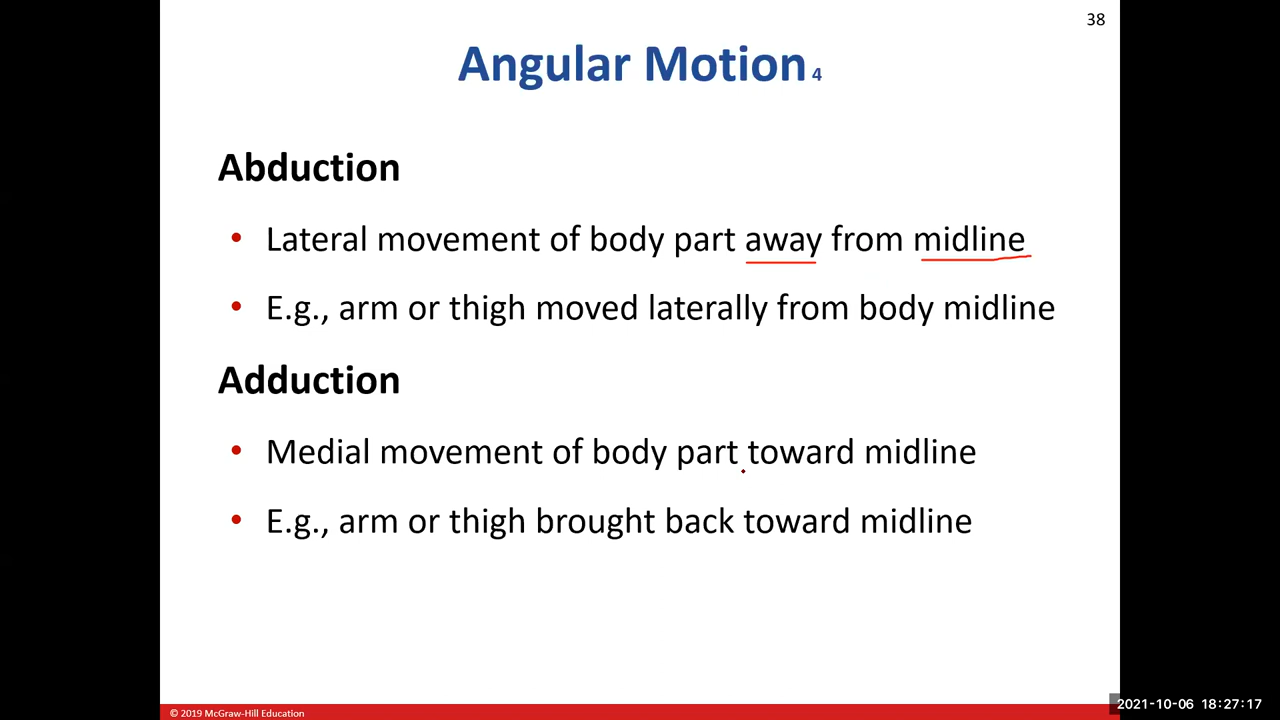 38
Angular Motion 4
Abduction
• Lateral movement of body part away from midline
• E.g., arm or thigh moved laterally from body midline
Adduction
• Medial movement of body part toward midline
• E.g., arm or thigh brought back toward midline
© 2019 McGraw-Hill Education
2021-10-06 18:27:17